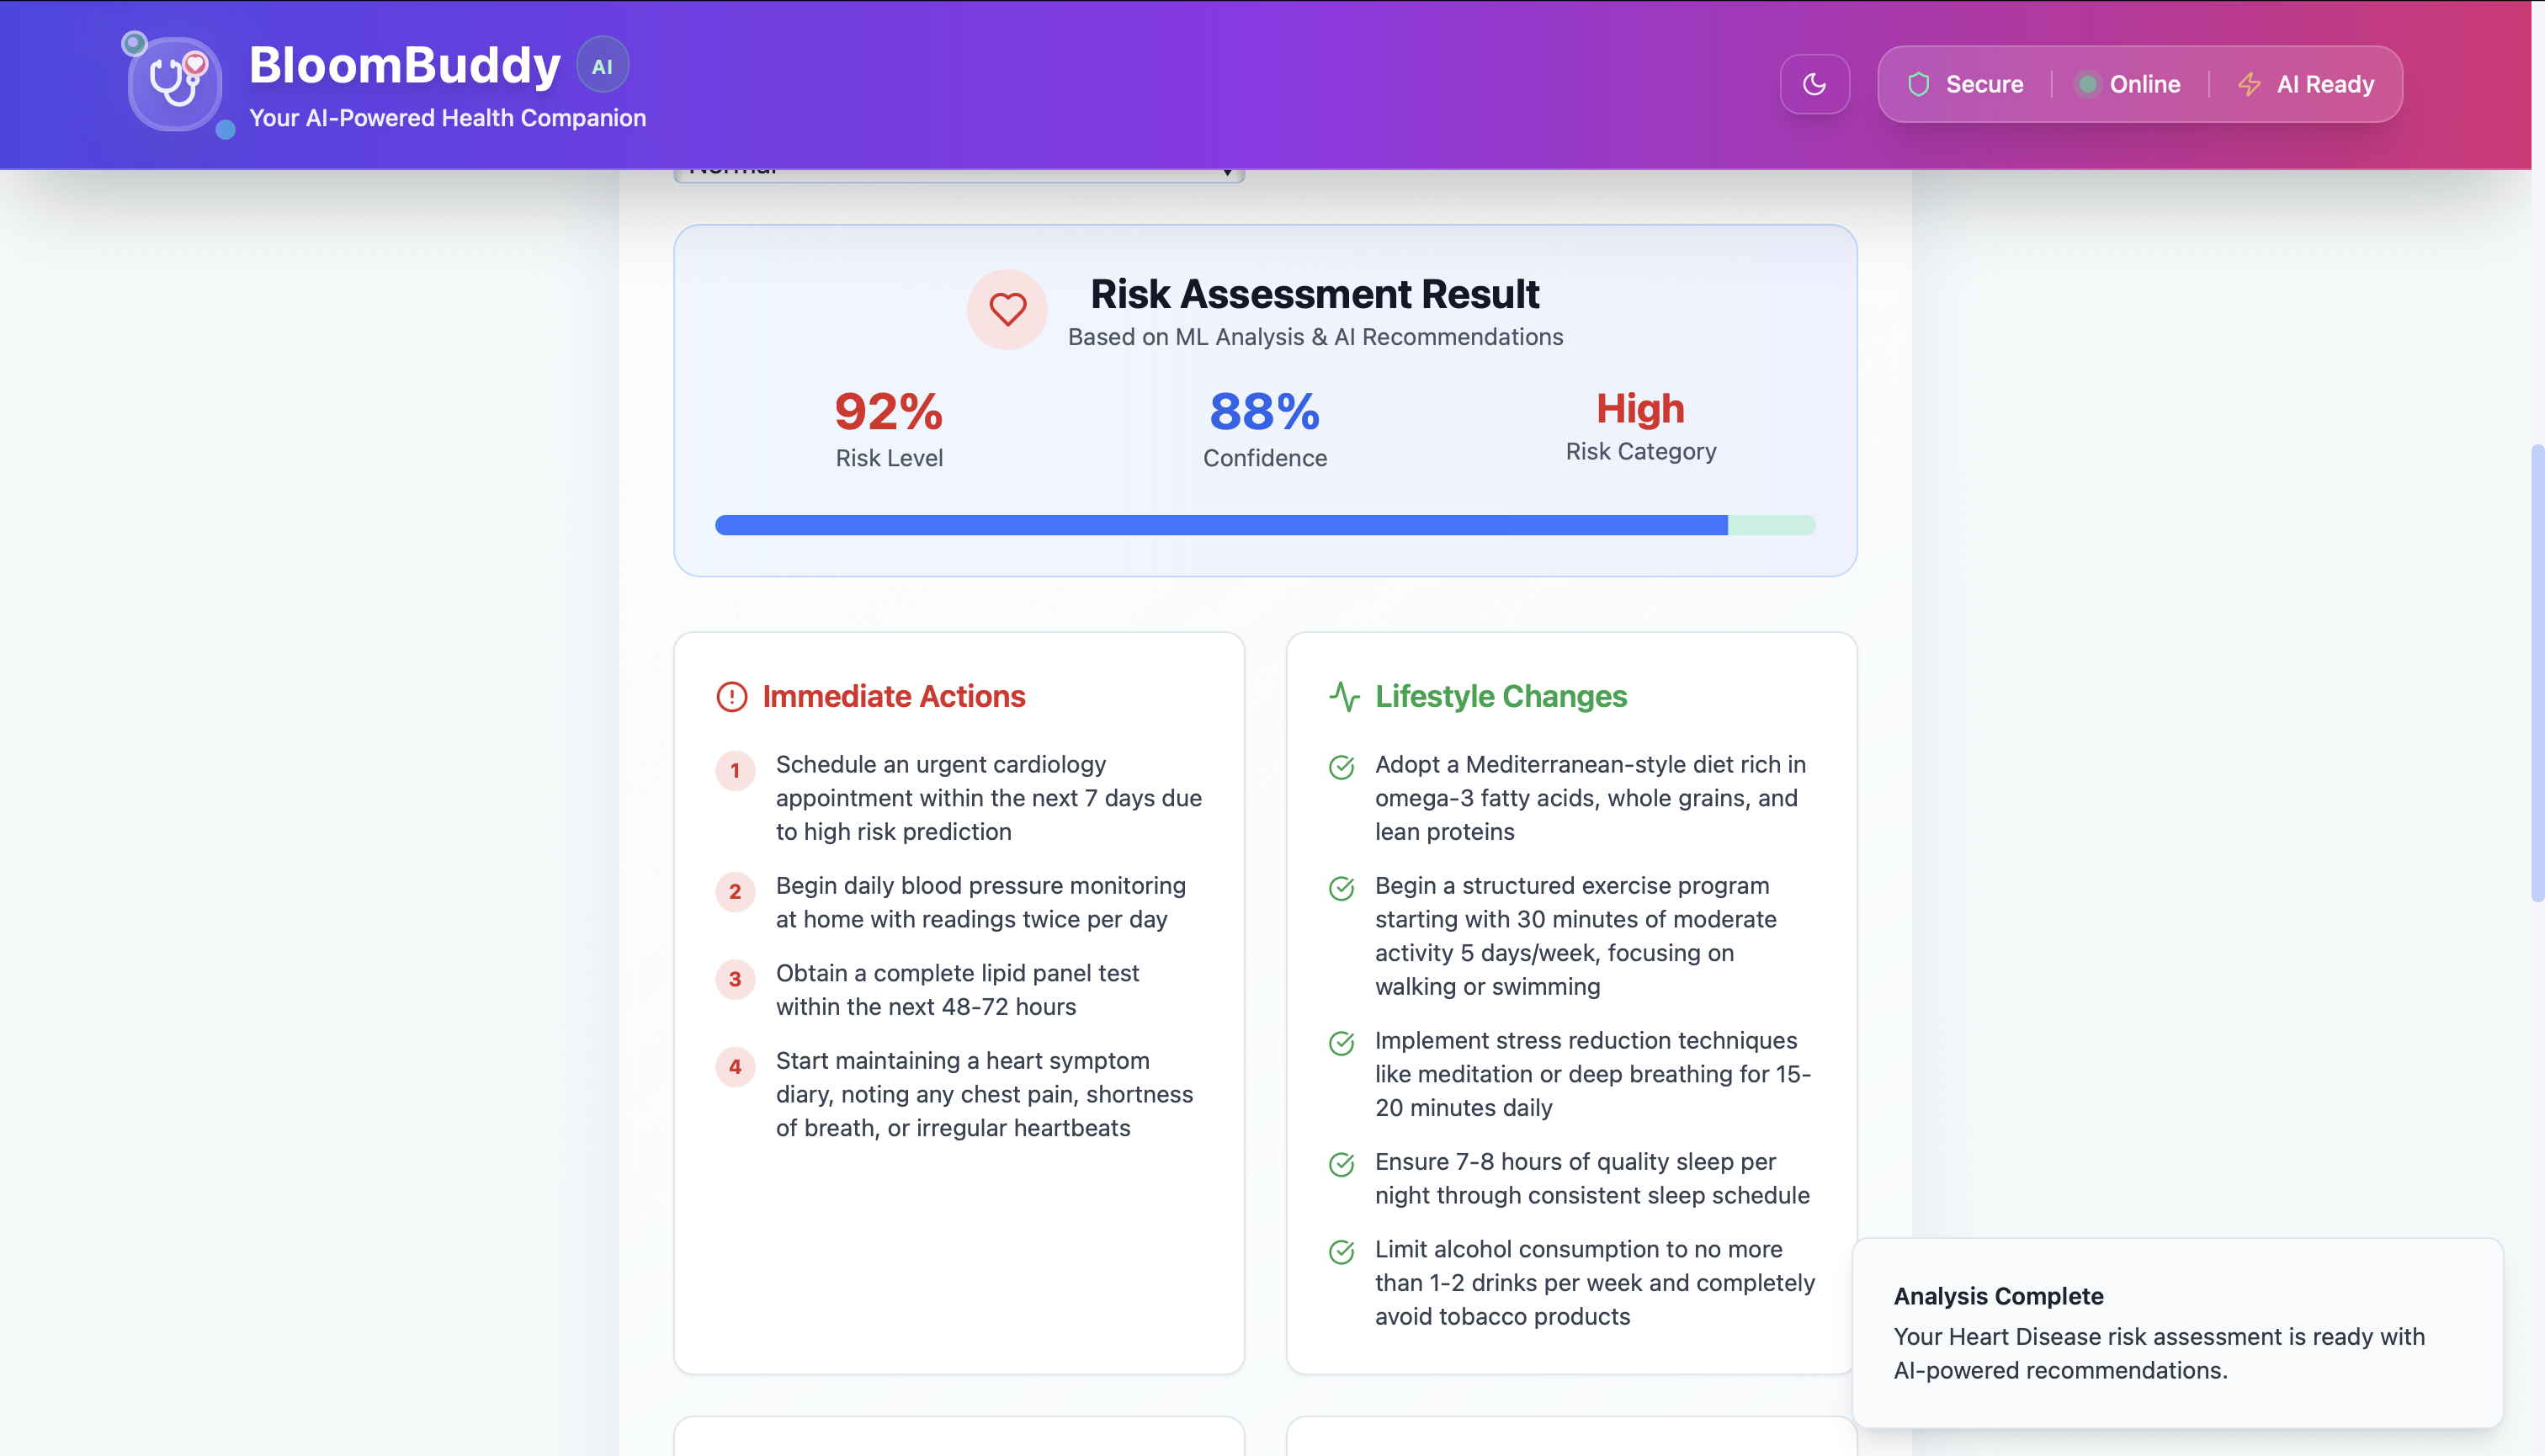 BloomBuddy AI
Your AI-Powered Health Companion
Secure
Online
AI Ready
Normal
Risk Assessment Result
Based on ML Analysis & AI Recommendations
92%
Risk Level
88%
Confidence
High
Risk Category
Immediate Actions
1
Schedule an urgent cardiology
appointment within the next 7 days due
to high risk prediction
2
Begin daily blood pressure monitoring
at home with readings twice per day
3
Obtain a complete lipid panel test
within the next 48-72 hours
4
Start maintaining a heart symptom
diary, noting any chest pain, shortness
of breath, or irregular heartbeats
Lifestyle Changes
Adopt a Mediterranean-style diet rich in
omega-3 fatty acids, whole grains, and
lean proteins
Begin a structured exercise program
starting with 30 minutes of moderate
activity 5 days/week, focusing on
walking or swimming
Implement stress reduction techniques
like meditation or deep breathing for 15-
20 minutes daily
Ensure 7-8 hours of quality sleep per
night through consistent sleep schedule
Limit alcohol consumption to no more
than 1-2 drinks per week and completely
avoid tobacco products
Analysis Complete
Your Heart Disease risk assessment is ready with
AI-powered recommendations.